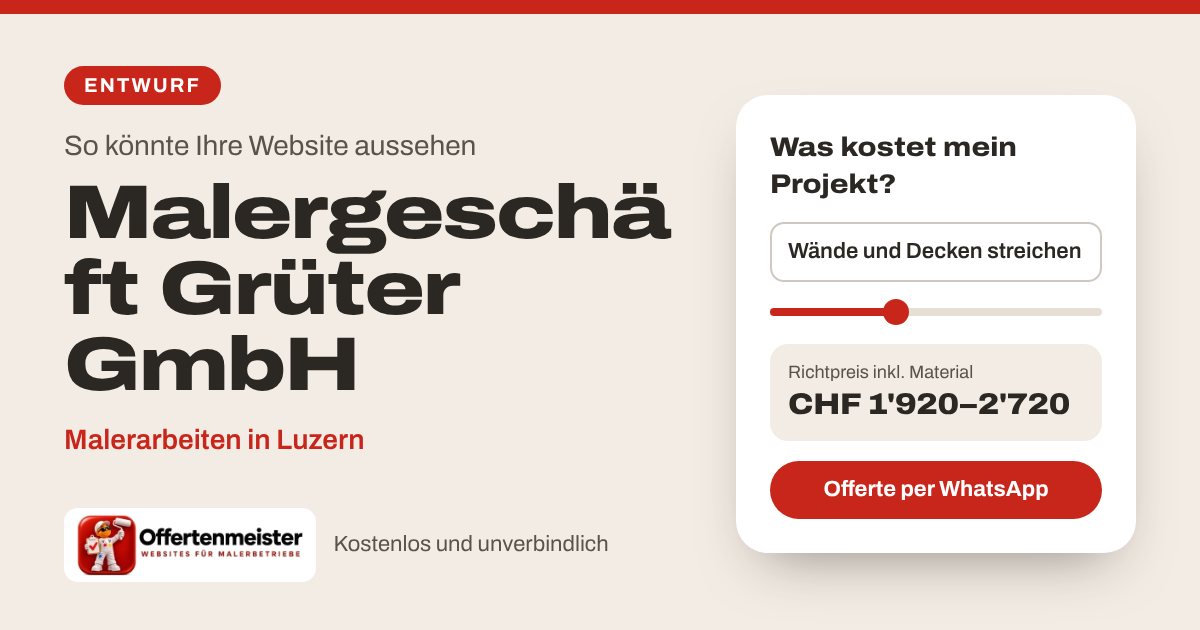 ENTWURF
So könnte Ihre Website aussehen
Malergeschä
ft Grüter
GmbH
Malerarbeiten in Luzern
Offertenmeister
WEBSITES FÜR MALERBETRIEBE
Kostenlos und unverbindlich
Was kostet mein
Projekt?
Wände und Decken streichen
Richtpreis inkl. Material
CHF 1'920–2'720
Offerte per WhatsApp